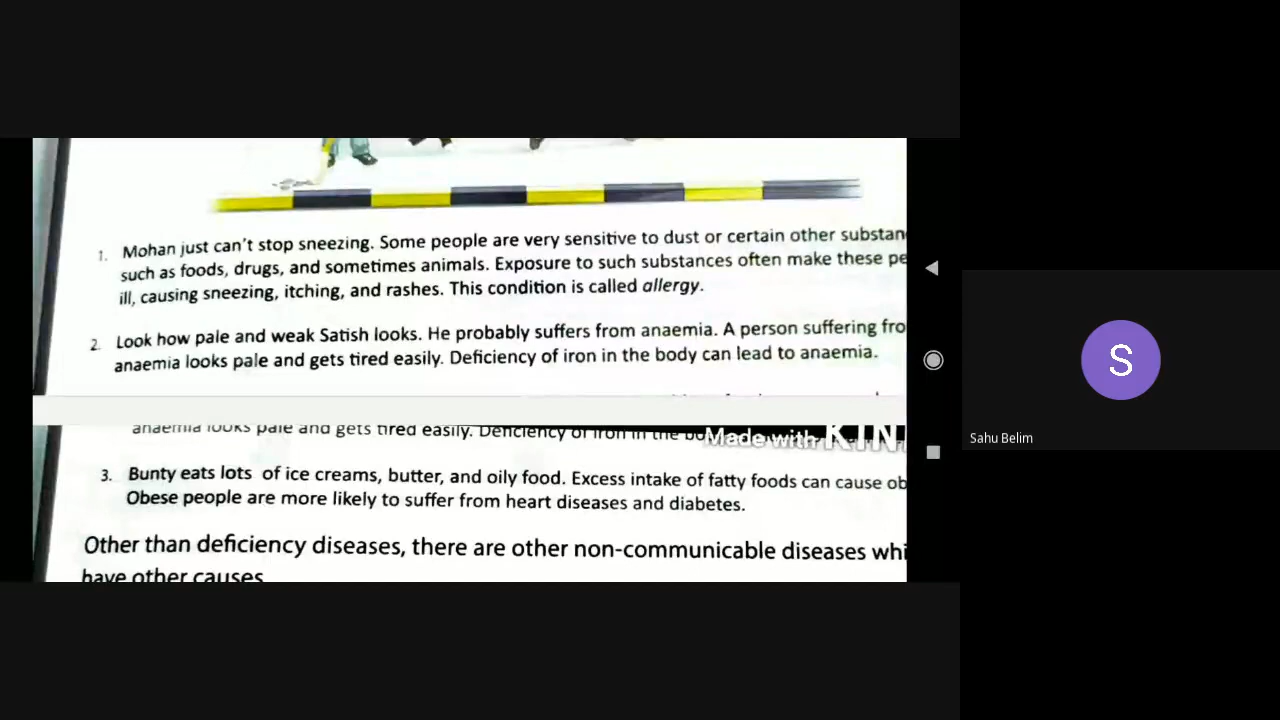 1. Mohan just can't stop sneezing. Some people are very sensitive to dust or certain other substan
such as foods, drugs, and sometimes animals. Exposure to such substances often make these pe
ill, causing sneezing, itching, and rashes. This condition is called allergy.
2. Look how pale and weak Satish looks. He probably suffers from anaemia. A person suffering fro
anaemia looks pale and gets tired easily. Deficiency of iron in the body can lead to anaemia.
anaemia looks pale and gets tired easily. Deficiency of iron in the bo
Made with KIN
3. Bunty eats lots of ice creams, butter, and oily food. Excess intake of fatty foods can cause ob
Obese people are more likely to suffer from heart diseases and diabetes.
Other than deficiency diseases, there are other non-communicable diseases whi
have other causes
S
Sahu Belim